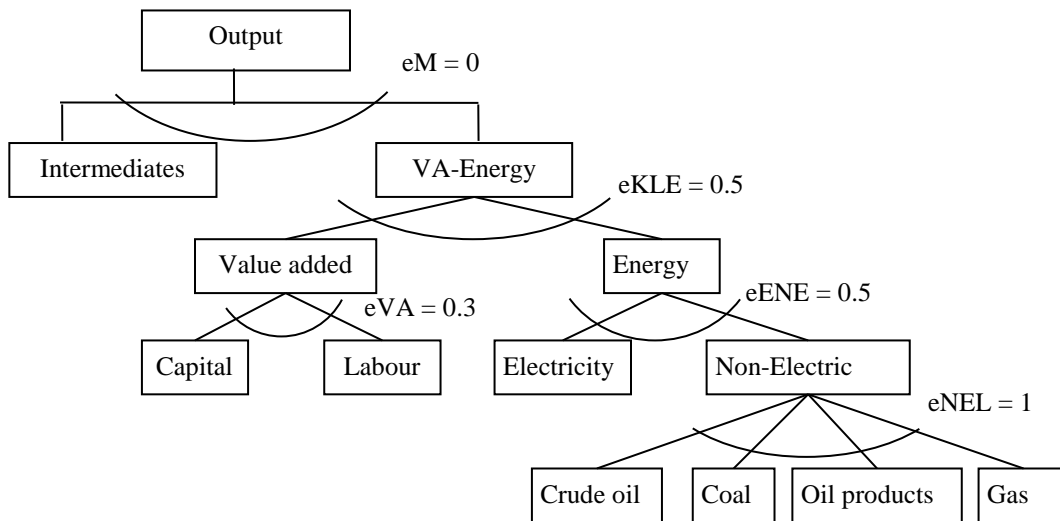 Output
eM = 0
Intermediates
VA-Energy
eKLE = 0.5
Value added
Energy
eVA = 0.3
eENE = 0.5
Capital
Labour
Electricity
Non-Electric
eNEL = 1
Crude oil
Coal
Oil products
Gas